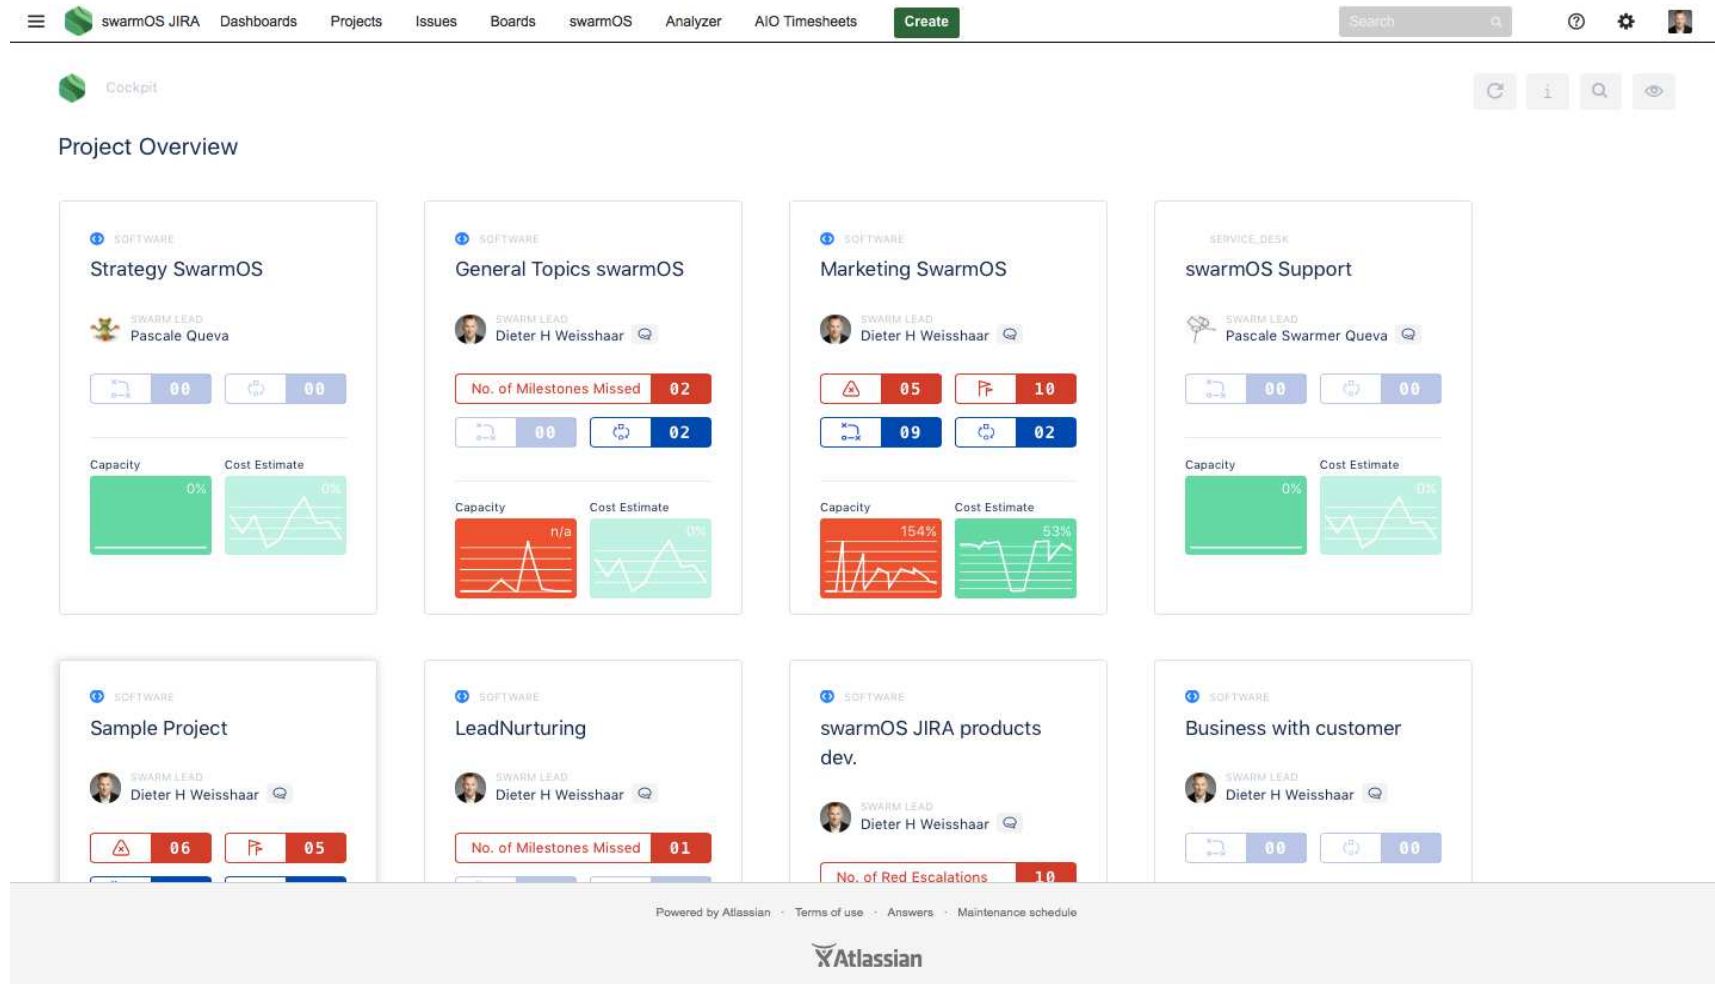 swarmOS JIRA Dashboards Projects Issues Boards swarmOS Analyzer AIO Timesheets Create Search
Cockpit
Project Overview
SOFTWARE
Strategy SwarmOS
SWARM LEAD
Pascale Queva
00 00
Capacity Cost Estimate
0% 0%
SOFTWARE
General Topics swarmOS
SWARM LEAD
Dieter H Weisshaar
No. of Milestones Missed 02
00 02
Capacity Cost Estimate
n/a 0%
SOFTWARE
Marketing SwarmOS
SWARM LEAD
Dieter H Weisshaar
05 10
09 02
Capacity Cost Estimate
154% 53%
SERVICE_DESK
swarmOS Support
SWARM LEAD
Pascale Swarmer Queva
00 00
Capacity Cost Estimate
0% 0%
SOFTWARE
Sample Project
SWARM LEAD
Dieter H Weisshaar
06 05
SOFTWARE
LeadNurturing
SWARM LEAD
Dieter H Weisshaar
No. of Milestones Missed 01
SOFTWARE
swarmOS JIRA products
dev.
SWARM LEAD
Dieter H Weisshaar
No. of Red Escalations 10
SOFTWARE
Business with customer
SWARM LEAD
Dieter H Weisshaar
00 00
Powered by Atlassian · Terms of use · Answers · Maintenance schedule
Atlassian